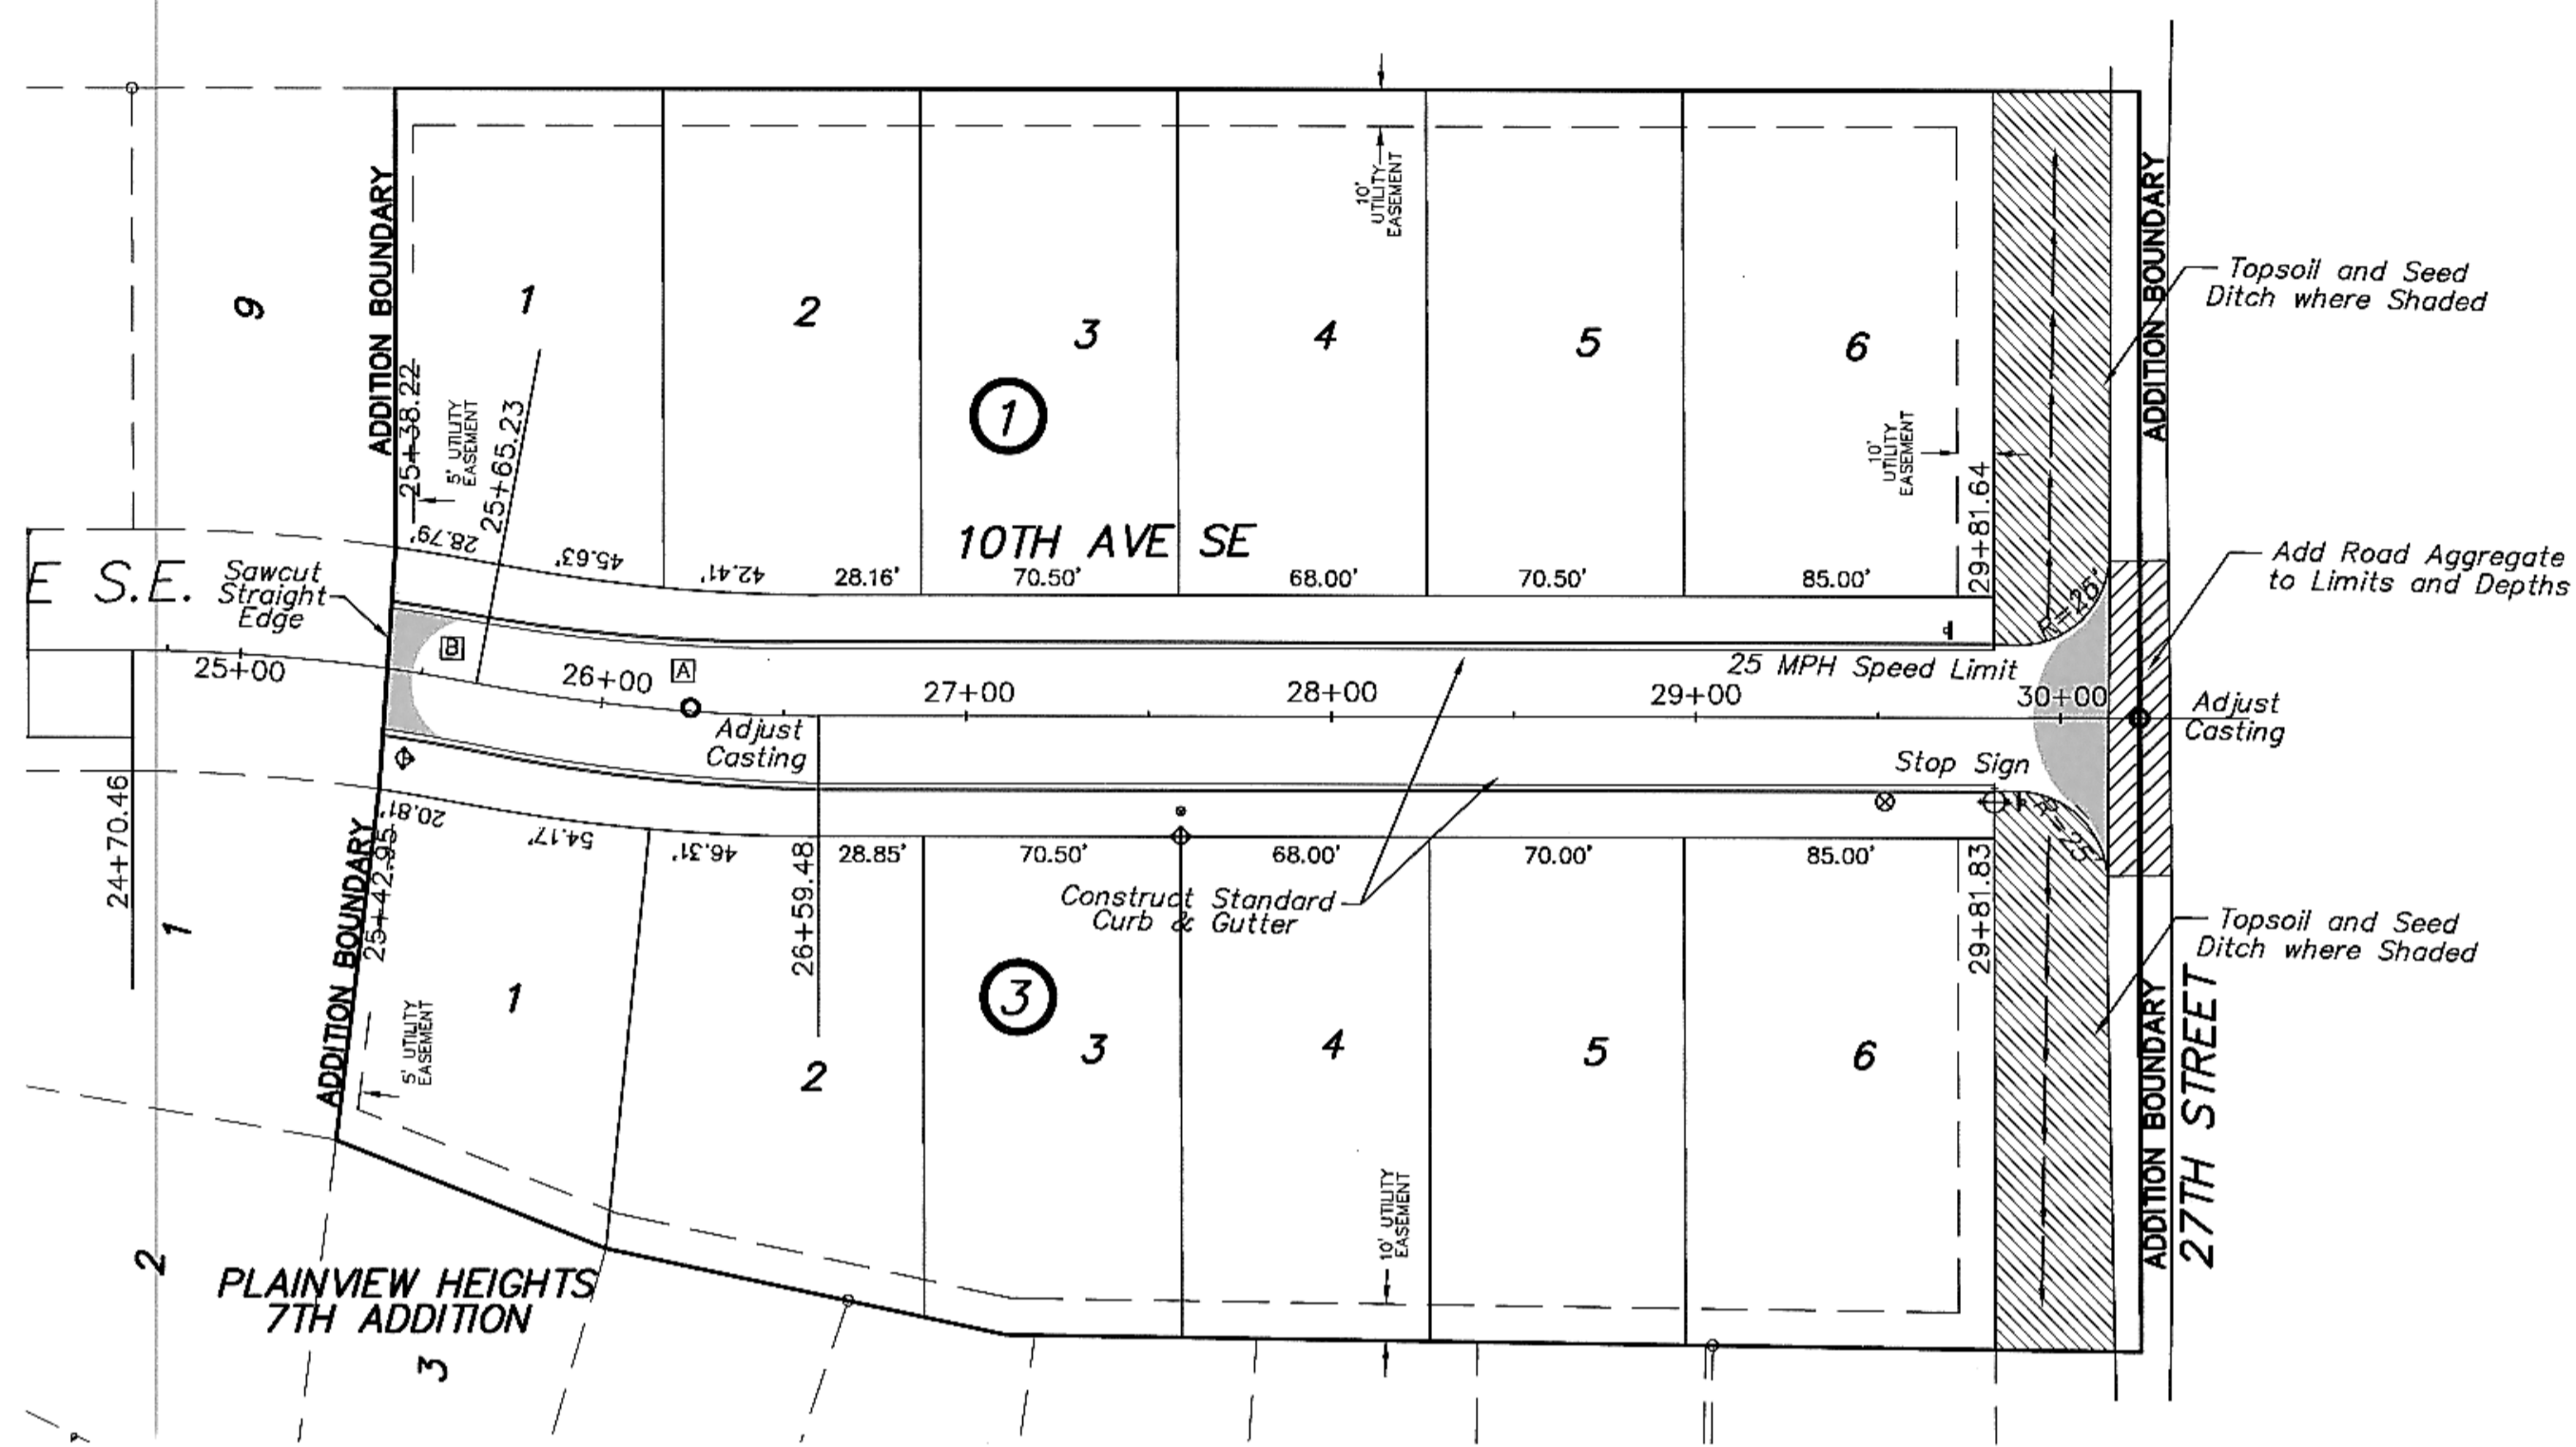 9
ADDITION BOUNDARY
1
2
3
4
5
6
10'
UTILITY
EASEMENT
ADDITION BOUNDARY
Topsoil and Seed
Ditch where Shaded
25+38.22
5' UTILITY
EASEMENT
25+65.23
1
10'
UTILITY
EASEMENT
29+81.64
10TH AVE SE
28.79'
45.63'
42.41'
28.16'
70.50'
68.00'
70.50'
85.00'
R=25'
Add Road Aggregate
to Limits and Depths
E S.E.
Sawcut
Straight
Edge
B
A
25+00
26+00
27+00
28+00
29+00
30+00
25 MPH Speed Limit
Adjust
Casting
Adjust
Casting
Stop Sign
24+70.46
20.81'
54.17'
46.31'
28.85'
70.50'
68.00'
70.00'
85.00'
R=25'
ADDITION BOUNDARY
25+42.95
26+59.48
Construct Standard
Curb & Gutter
29+81.83
Topsoil and Seed
Ditch where Shaded
1
1
5' UTILITY
EASEMENT
2
3
3
4
5
6
10' UTILITY
EASEMENT
ADDITION BOUNDARY
27TH STREET
2
PLAINVIEW HEIGHTS
7TH ADDITION
3